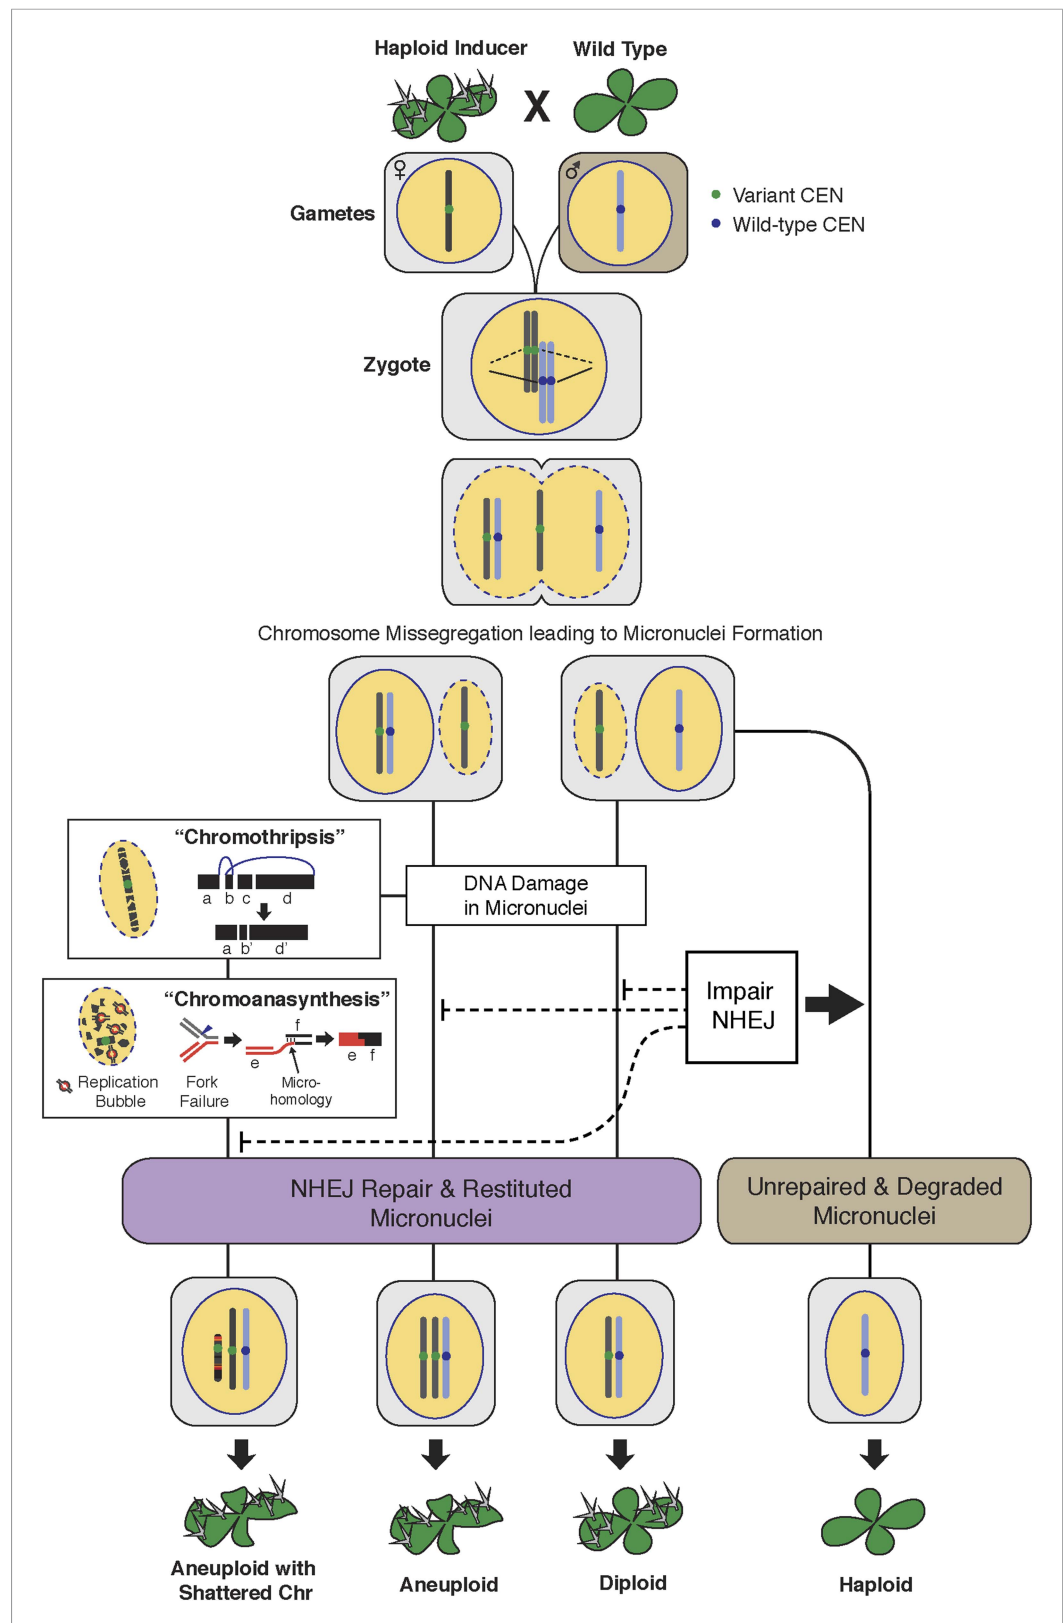 Haploid Inducer
Wild Type
X
♀
♂
Gametes
Variant CEN
Wild-type CEN
Zygote
Chromosome Missegregation leading to Micronuclei Formation
“Chromothripsis”
a b c d
a b' d'
DNA Damage
in Micronuclei
“Chromoanasynthesis”
f
e
e f
Replication
Bubble
Fork
Failure
Micro-
homology
Impair
NHEJ
NHEJ Repair & Restituted
Micronuclei
Unrepaired & Degraded
Micronuclei
Aneuploid with
Shattered Chr
Aneuploid
Diploid
Haploid